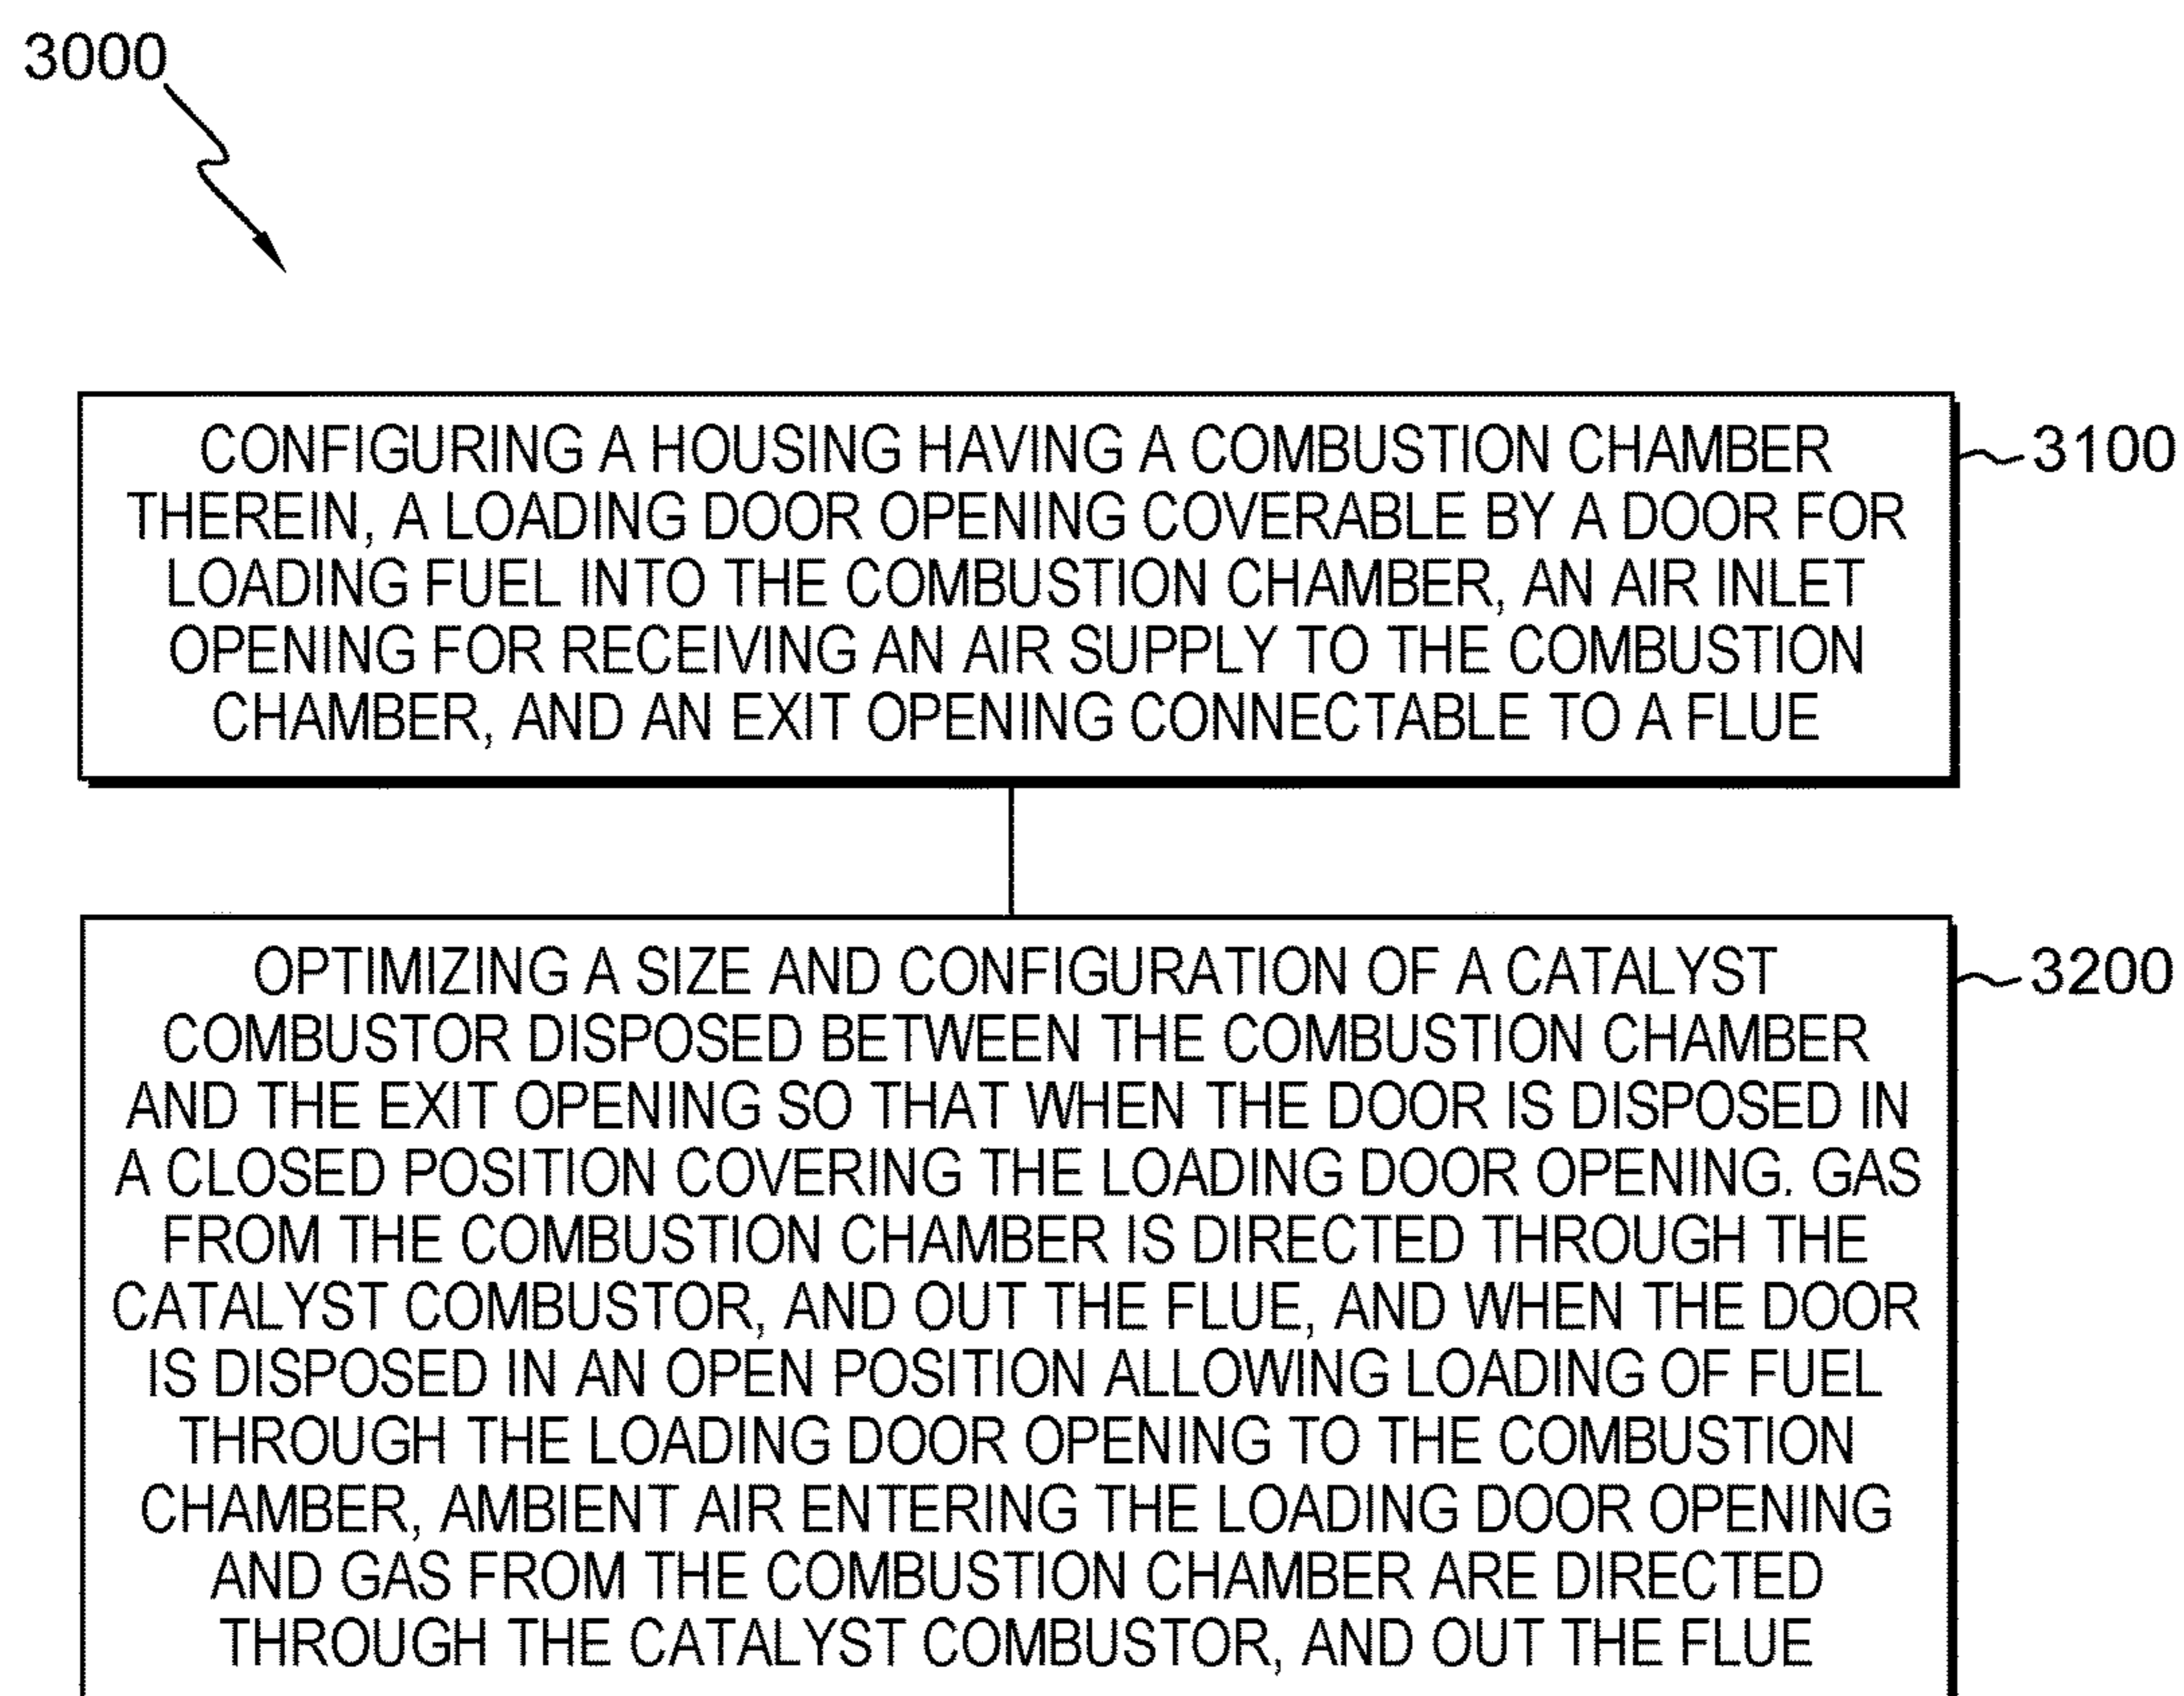 3000
CONFIGURING A HOUSING HAVING A COMBUSTION CHAMBER
THEREIN, A LOADING DOOR OPENING COVERABLE BY A DOOR FOR
LOADING FUEL INTO THE COMBUSTION CHAMBER, AN AIR INLET
OPENING FOR RECEIVING AN AIR SUPPLY TO THE COMBUSTION
CHAMBER, AND AN EXIT OPENING CONNECTABLE TO A FLUE
3100
OPTIMIZING A SIZE AND CONFIGURATION OF A CATALYST
COMBUSTOR DISPOSED BETWEEN THE COMBUSTION CHAMBER
AND THE EXIT OPENING SO THAT WHEN THE DOOR IS DISPOSED IN
A CLOSED POSITION COVERING THE LOADING DOOR OPENING. GAS
FROM THE COMBUSTION CHAMBER IS DIRECTED THROUGH THE
CATALYST COMBUSTOR, AND OUT THE FLUE, AND WHEN THE DOOR
IS DISPOSED IN AN OPEN POSITION ALLOWING LOADING OF FUEL
THROUGH THE LOADING DOOR OPENING TO THE COMBUSTION
CHAMBER, AMBIENT AIR ENTERING THE LOADING DOOR OPENING
AND GAS FROM THE COMBUSTION CHAMBER ARE DIRECTED
THROUGH THE CATALYST COMBUSTOR, AND OUT THE FLUE
3200